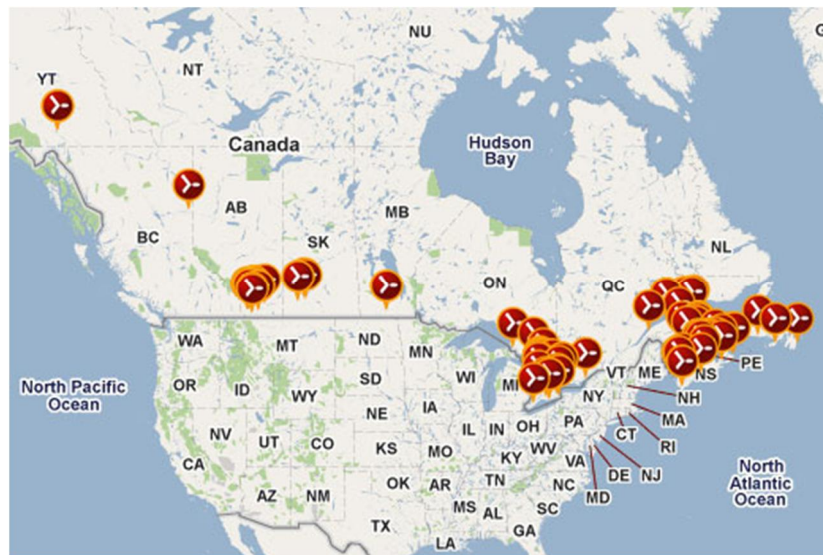 NU
YT
NT
Canada
Hudson
Bay
AB
MB
BC
SK
NL
ON
QC
WA
MT
ND
MN
OR
ID
SD
WI
MI
VT
ME
NS
PE
North Pacific
Ocean
WY
NE
IA
NY
NH
NV
UT
CO
IL
IN
OH
PA
MA
CT
RI
KS
MO
KY
WV
VA
DE
NJ
CA
OK
AR
TN
NC
MD
North
Atlantic
Ocean
AZ
NM
MS
AL
SC
TX
GA
LA